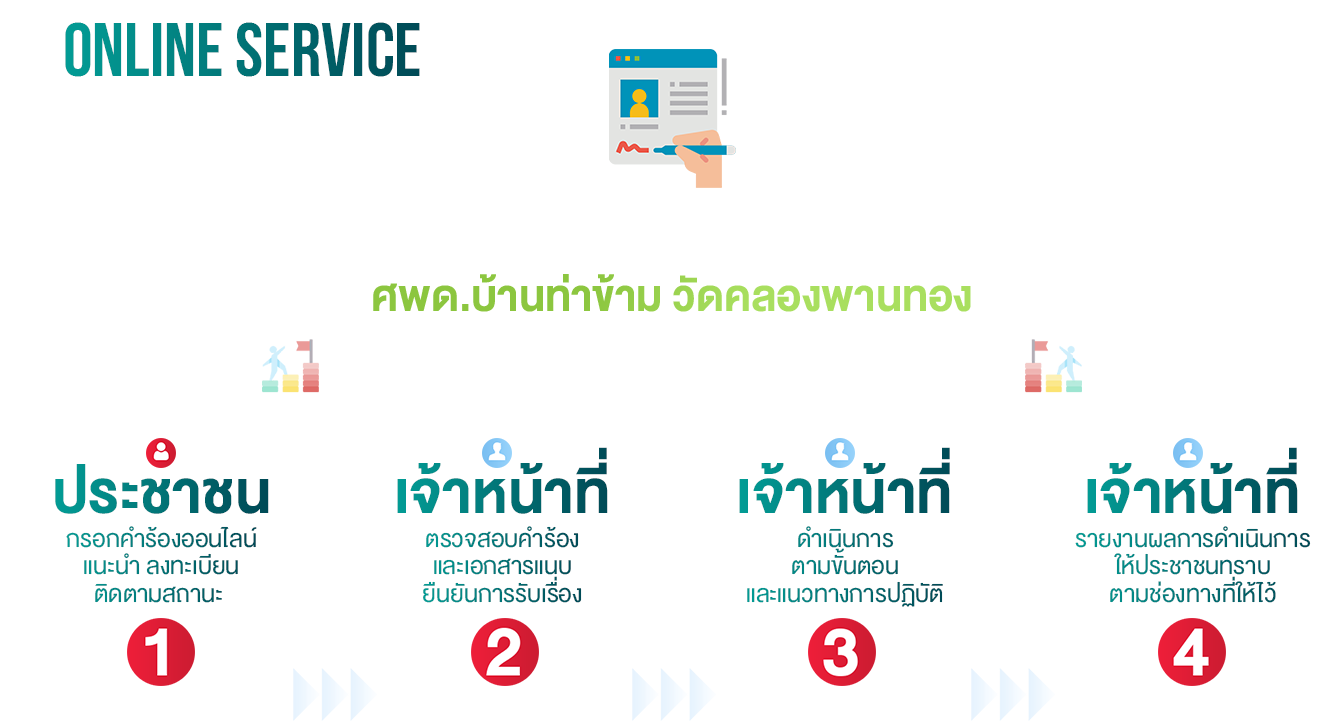 ONLINE SERVICE
ศพด.บ้านท่าข้าม วัดคลองพานทอง
ประชาชน
กรอกคำร้องออนไลน์
แนะนำ ลงทะเบียน
ติดตามสถานะ
1
เจ้าหน้าที่
ตรวจสอบคำร้อง
และเอกสารแนบ
ยืนยันการรับเรื่อง
2
เจ้าหน้าที่
ดำเนินการ
ตามขั้นตอน
และแนวทางการปฏิบัติ
3
เจ้าหน้าที่
รายงานผลการดำเนินการ
ให้ประชาชนทราบ
ตามช่องทางที่ให้ไว้
4